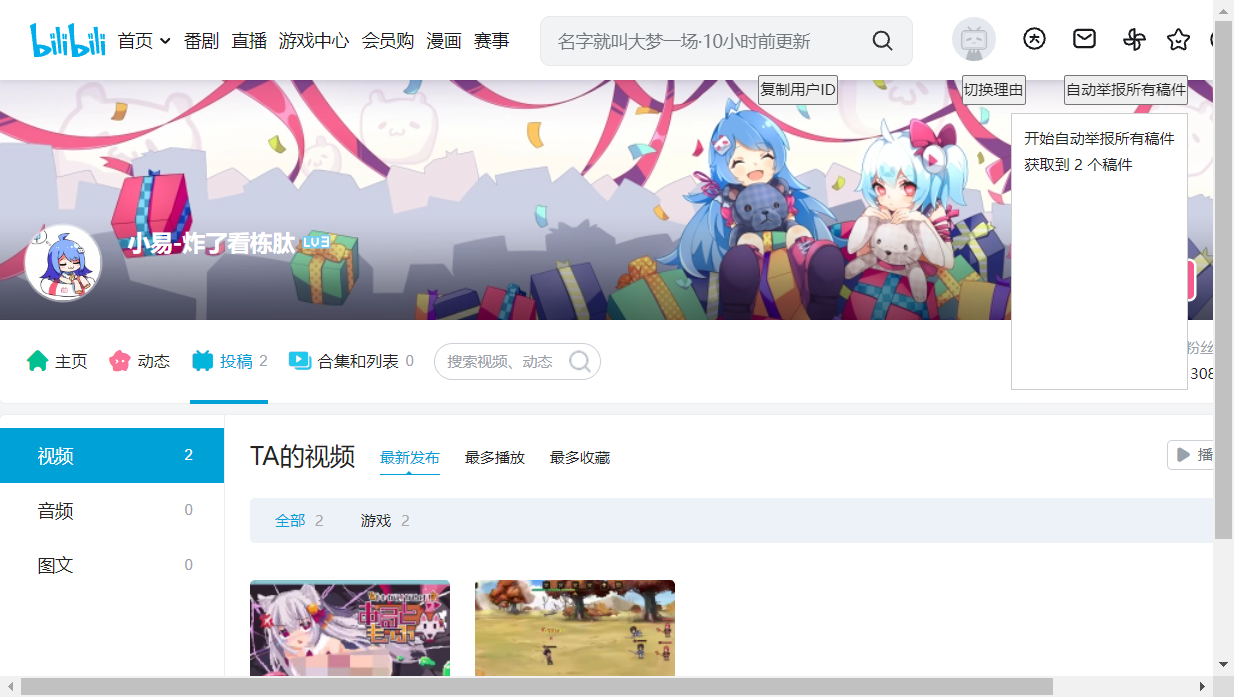 bilibili 首页 番剧 直播 游戏中心 会员购 漫画 赛事 名字就叫大梦一场·10小时前更新
复制用户ID 切换理由 自动举报所有稿件
开始自动举报所有稿件
获取到 2 个稿件
小易-炸了看栋肽 LV3
主页 动态 投稿 2 合集和列表 0 搜索视频、动态 粉丝
308
视频 2
TA的视频 最新发布 最多播放 最多收藏 播
音频 0
全部 2 游戏 2
图文 0